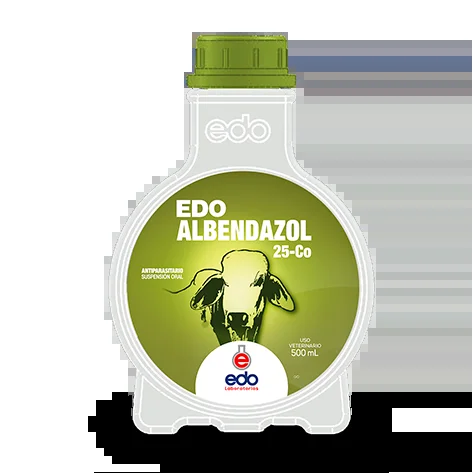 edo
EDO
ALBENDAZOL
25-Co
ANTIPARASITARIO
SUSPENSIÓN ORAL
USO
VETERINARIO
500 mL
e
edo
Laboratorios